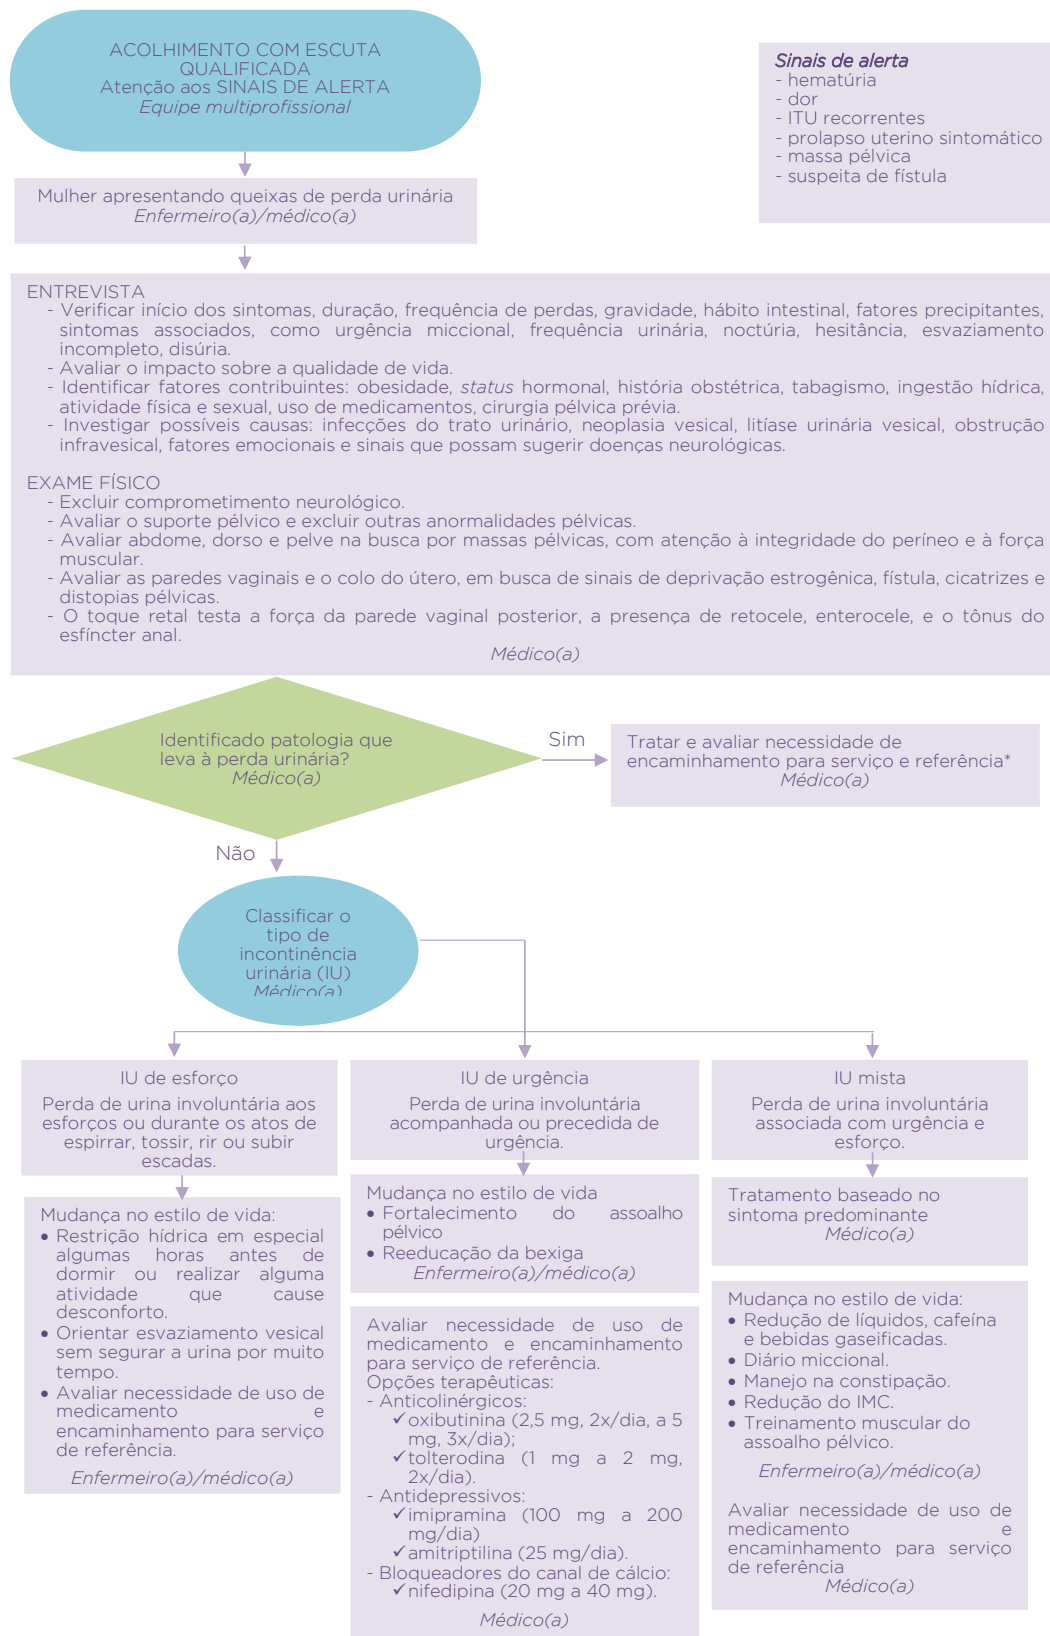 ACOLHIMENTO COM ESCUTA
QUALIFICADA
Atenção aos SINAIS DE ALERTA
Equipe multiprofissional
Sinais de alerta
- hematúria
- dor
- ITU recorrentes
- prolapso uterino sintomático
- massa pélvica
- suspeita de fístula
Mulher apresentando queixas de perda urinária
Enfermeiro(a)/médico(a)
ENTREVISTA
- Verificar início dos sintomas, duração, frequência de perdas, gravidade, hábito intestinal, fatores precipitantes,
sintomas associados, como urgência miccional, frequência urinária, noctúria, hesitância, esvaziamento
incompleto, disúria.
- Avaliar o impacto sobre a qualidade de vida.
- Identificar fatores contribuintes: obesidade, status hormonal, história obstétrica, tabagismo, ingestão hídrica,
atividade física e sexual, uso de medicamentos, cirurgia pélvica prévia.
- Investigar possíveis causas: infecções do trato urinário, neoplasia vesical, litíase urinária vesical, obstrução
infravesical, fatores emocionais e sinais que possam sugerir doenças neurológicas.
EXAME FÍSICO
- Excluir comprometimento neurológico.
- Avaliar o suporte pélvico e excluir outras anormalidades pélvicas.
- Avaliar abdome, dorso e pelve na busca por massas pélvicas, com atenção à integridade do períneo e à força
muscular.
- Avaliar as paredes vaginais e o colo do útero, em busca de sinais de deprivação estrogênica, fístula, cicatrizes e
distopias pélvicas.
- O toque retal testa a força da parede vaginal posterior, a presença de retocele, enterocele, e o tônus do
esfíncter anal.
Médico(a)
Identificado patologia que
leva à perda urinária?
Médico(a)
Sim
Tratar e avaliar necessidade de
encaminhamento para serviço e referência*
Médico(a)
Não
Classificar o
tipo de
incontinência
urinária (IU)
Médico(a)
IU de esforço
Perda de urina involuntária aos
esforços ou durante os atos de
espirrar, tossir, rir ou subir
escadas.
Mudança no estilo de vida:
• Restrição hídrica em especial
algumas horas antes de
dormir ou realizar alguma
atividade que cause
desconforto.
• Orientar esvaziamento vesical
sem segurar a urina por muito
tempo.
• Avaliar necessidade de uso de
medicamento e
encaminhamento para serviço
de referência.
Enfermeiro(a)/médico(a)
IU de urgência
Perda de urina involuntária
acompanhada ou precedida de
urgência.
Mudança no estilo de vida
• Fortalecimento do assoalho
pélvico
• Reeducação da bexiga
Enfermeiro(a)/médico(a)
Avaliar necessidade de uso de
medicamento e encaminhamento
para serviço de referência.
Opções terapêuticas:
- Anticolinérgicos:
✓oxibutinina (2,5 mg, 2x/dia, a 5
mg, 3x/dia);
✓tolterodina (1 mg a 2 mg,
2x/dia).
- Antidepressivos:
✓imipramina (100 mg a 200
mg/dia)
✓amitriptilina (25 mg/dia).
- Bloqueadores do canal de cálcio:
✓nifedipina (20 mg a 40 mg).
Médico(a)
IU mista
Perda de urina involuntária
associada com urgência e
esforço.
Tratamento baseado no
sintoma predominante
Médico(a)
Mudança no estilo de vida:
• Redução de líquidos, cafeína
e bebidas gaseificadas.
• Diário miccional.
• Manejo na constipação.
• Redução do IMC.
• Treinamento muscular do
assoalho pélvico.
Enfermeiro(a)/médico(a)
Avaliar necessidade de uso de
medicamento e
encaminhamento para serviço
de referência
Médico(a)